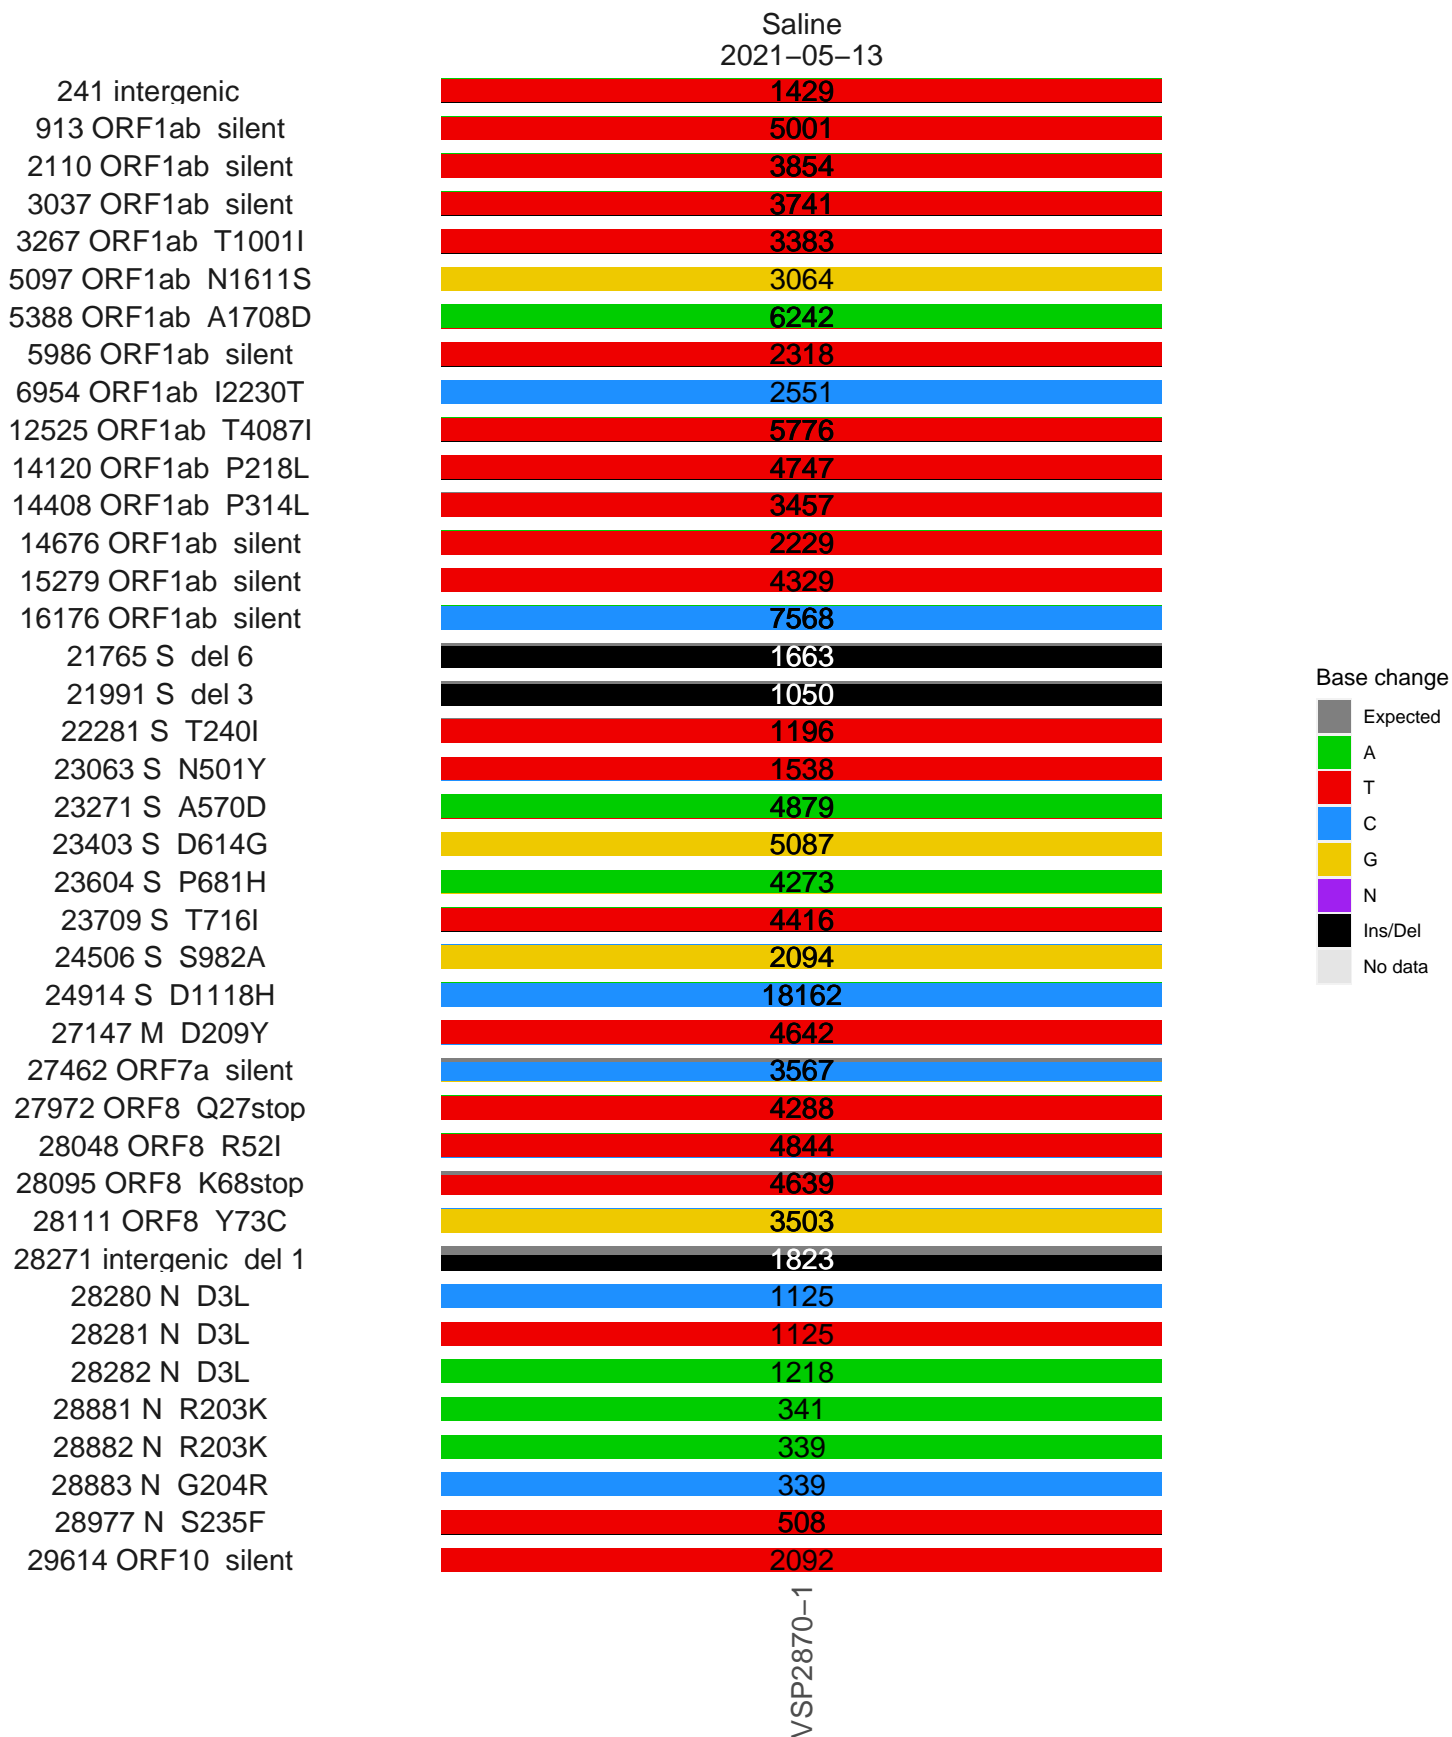 Saline
2021−05−13
241 intergenic 1429
913 ORF1ab silent 5001
2110 ORF1ab silent 3854
3037 ORF1ab silent 3741
3267 ORF1ab T1001I 3383
5097 ORF1ab N1611S 3064
5388 ORF1ab A1708D 6242
5986 ORF1ab silent 2318
6954 ORF1ab I2230T 2551
12525 ORF1ab T4087I 5776
14120 ORF1ab P218L 4747
14408 ORF1ab P314L 3457
14676 ORF1ab silent 2229
15279 ORF1ab silent 4329
16176 ORF1ab silent 7568
21765 S del 6 1663
21991 S del 3 1050
22281 S T240I 1196
23063 S N501Y 1538
23271 S A570D 4879
23403 S D614G 5087
23604 S P681H 4273
23709 S T716I 4416
24506 S S982A 2094
24914 S D1118H 18162
27147 M D209Y 4642
27462 ORF7a silent 3567
27972 ORF8 Q27stop 4288
28048 ORF8 R52I 4844
28095 ORF8 K68stop 4639
28111 ORF8 Y73C 3503
28271 intergenic del 1 1823
28280 N D3L 1125
28281 N D3L 1125
28282 N D3L 1218
28881 N R203K 341
28882 N R203K 339
28883 N G204R 339
28977 N S235F 508
29614 ORF10 silent 2092
VSP2870−1
Base change
Expected
A
T
C
G
N
Ins/Del
No data